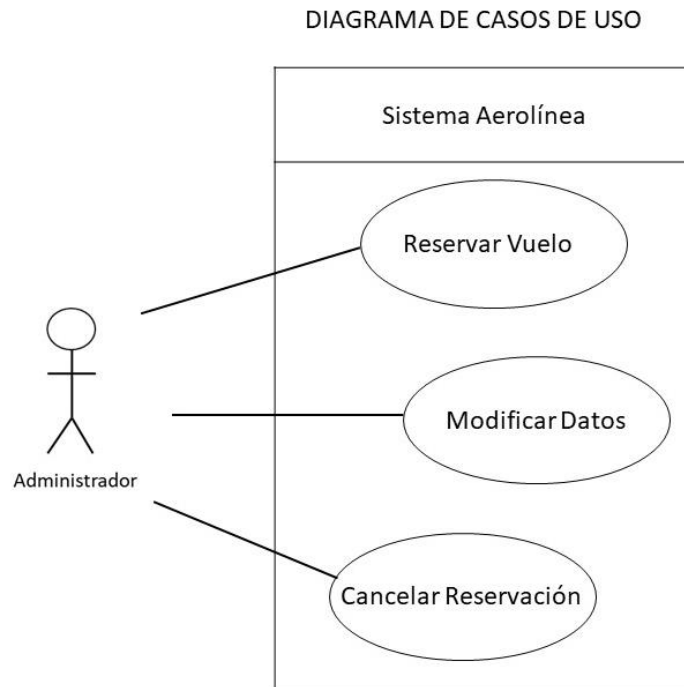 DIAGRAMA DE CASOS DE USO
Sistema Aerolínea
Reservar Vuelo
Modificar Datos
Administrador
Cancelar Reservación